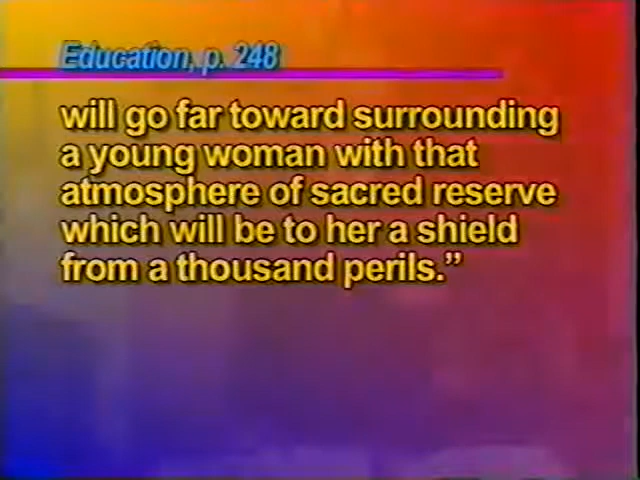 Education, p. 248
will go far toward surrounding
a young woman with that
atmosphere of sacred reserve
which will be to her a shield
from a thousand perils.”